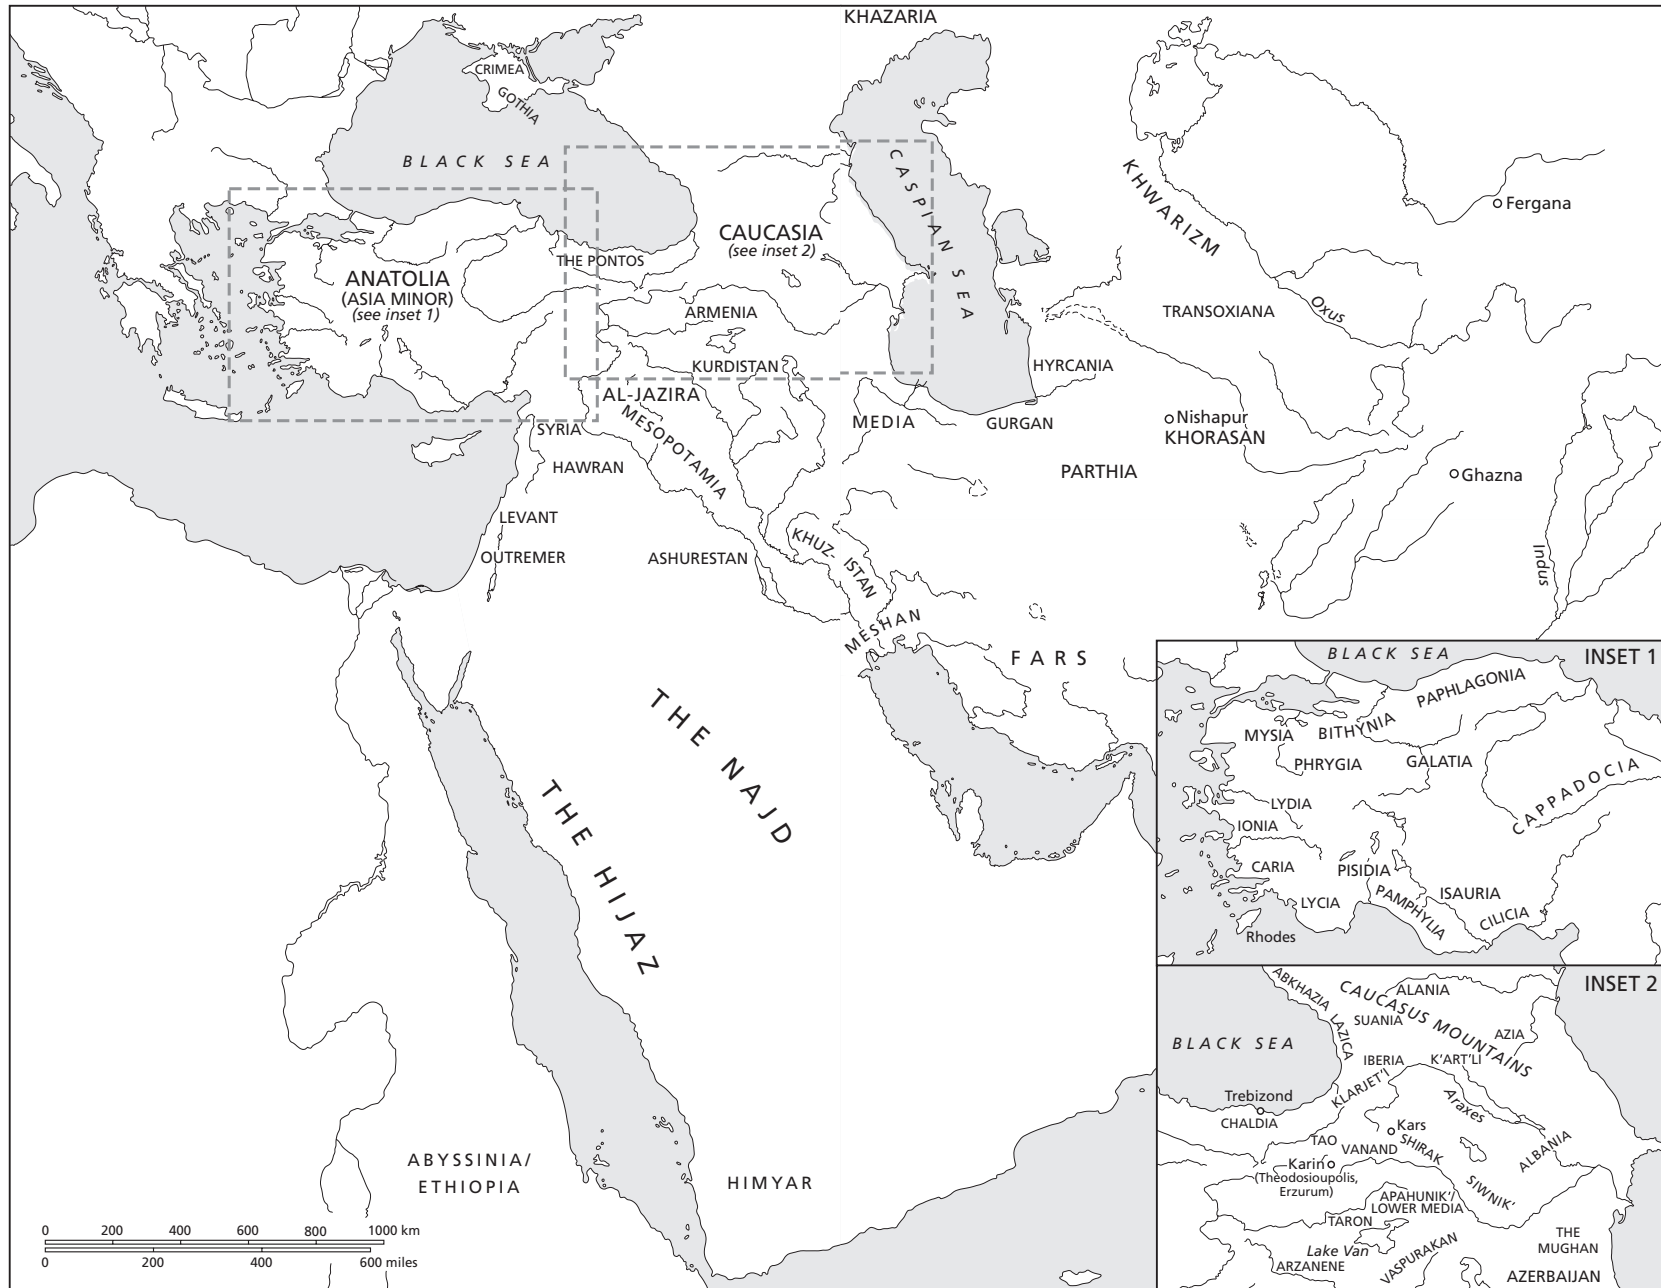 KHAZARIA
CRIMEA
GOTHIA
BLACK SEA
CASPIAN SEA
KHWARIZM
Fergana
CAUCASIA
(see inset 2)
THE PONTOS
ANATOLIA
(ASIA MINOR)
(see inset 1)
ARMENIA
TRANSOXIANA
Oxus
KURDISTAN
HYRCANIA
AL-JAZIRA
MESOPOTAMIA
MEDIA
GURGAN
Nishapur
KHORASAN
SYRIA
HAWRAN
PARTHIA
Ghazna
LEVANT
OUTREMER
ASHURESTAN
KHUZ-
ISTAN
Indus
MESHAN
FARS
THE NAJD
THE HIJAZ
ABYSSINIA/
ETHIOPIA
HIMYAR
0 200 400 600 800 1000 km
0 200 400 600 miles
INSET 1
BLACK SEA
PAPHLAGONIA
MYSIA
BITHYNIA
PHRYGIA
GALATIA
CAPPADOCIA
LYDIA
IONIA
CARIA
PISIDIA
ISAURIA
LYCIA
PAMPHYLIA
CILICIA
Rhodes
INSET 2
ABKHAZIA
CAUCASUS MOUNTAINS
ALANIA
SUANIA
LAZICA
AZIA
BLACK SEA
IBERIA
K'ART'LI
KLARJET'I
Trebizond
Araxes
CHALDIA
Kars
TAO
VANAND
SHIRAK
ALBANIA
Karin
(Theodosioupolis,
Erzurum)
SIWNIK'
APAHUNIK'/
LOWER MEDIA
TARON
THE
MUGHAN
Lake Van
ARZANENE
VASPURAKAN
AZERBAIJAN